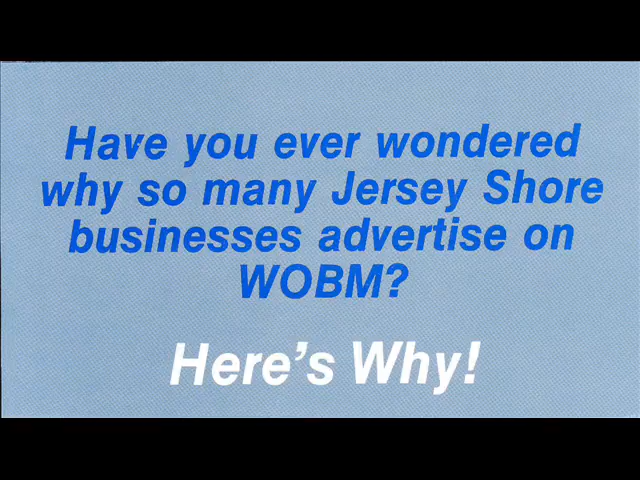 Have you ever wondered
why so many Jersey Shore
businesses advertise on
WOBM?
Here's Why!